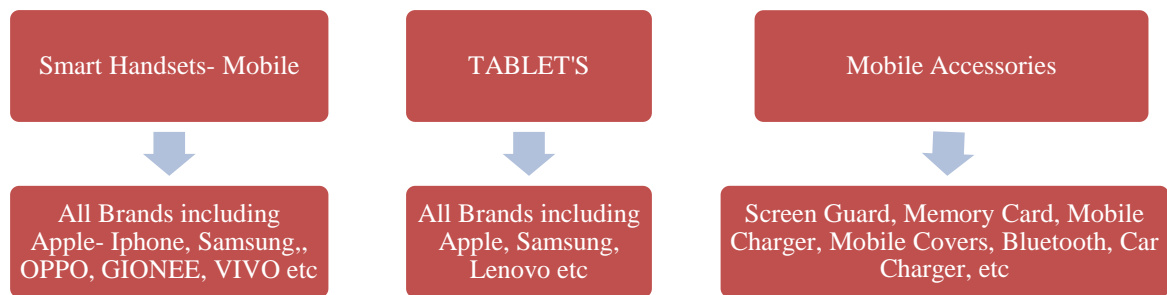 Smart Handsets- Mobile
TABLET'S
Mobile Accessories
All Brands including
Apple- Iphone, Samsung,,
OPPO, GIONEE, VIVO etc
All Brands including
Apple, Samsung,
Lenovo etc
Screen Guard, Memory Card, Mobile
Charger, Mobile Covers, Bluetooth, Car
Charger, etc